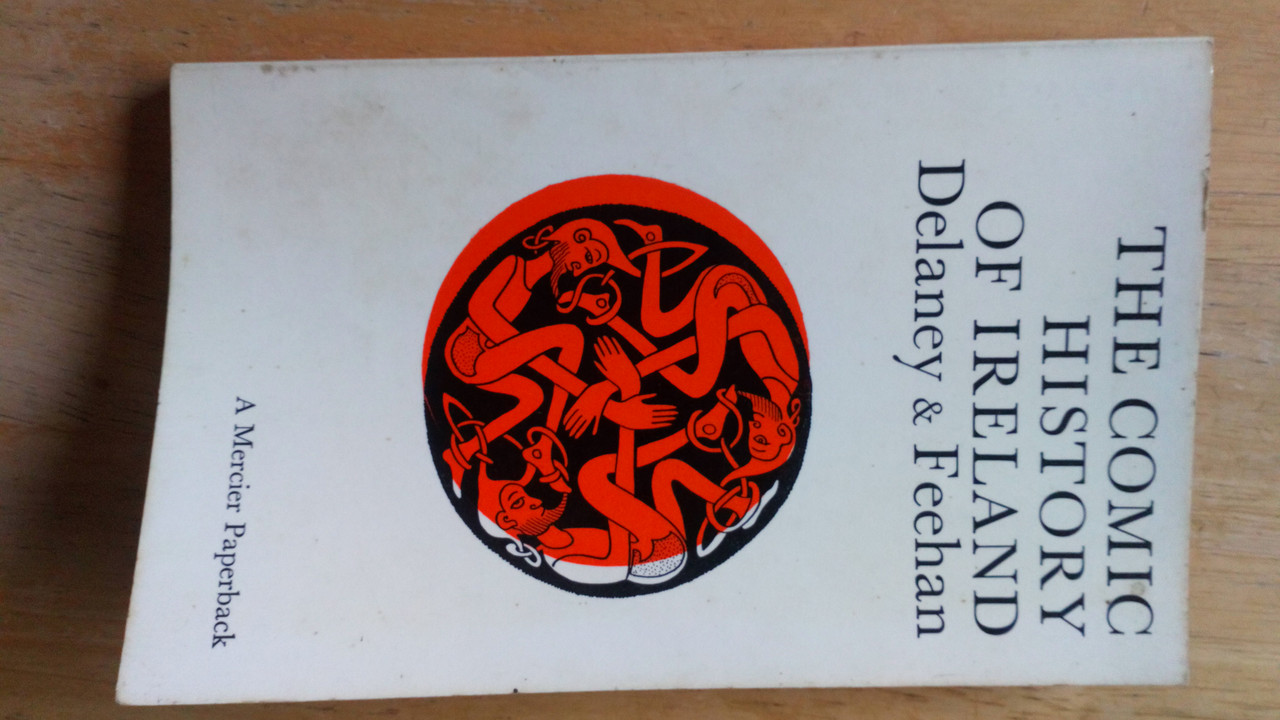 THE COMIC
HISTORY
OF IRELAND
Delaney & Feehan
A Mercier Paperback